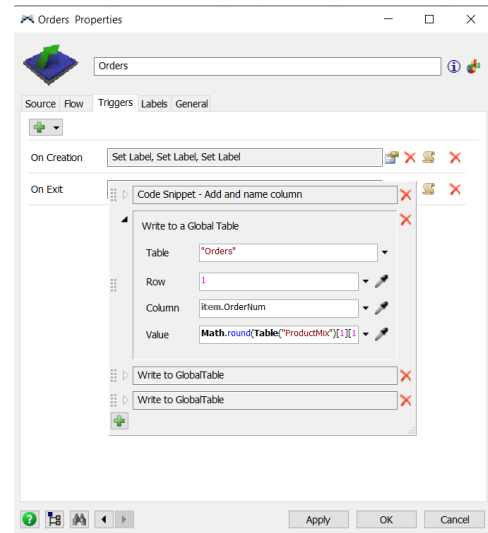 Orders Properties
Orders
Source Flow Triggers Labels General
On Creation Set Label, Set Label, Set Label
On Exit
Code Snippet - Add and name column
Write to a Global Table
Table "Orders"
Row 1
Column item.OrderNum
Value Math.round(Table("ProductMix")[1][1
Write to GlobalTable
Write to GlobalTable
Apply OK Cancel